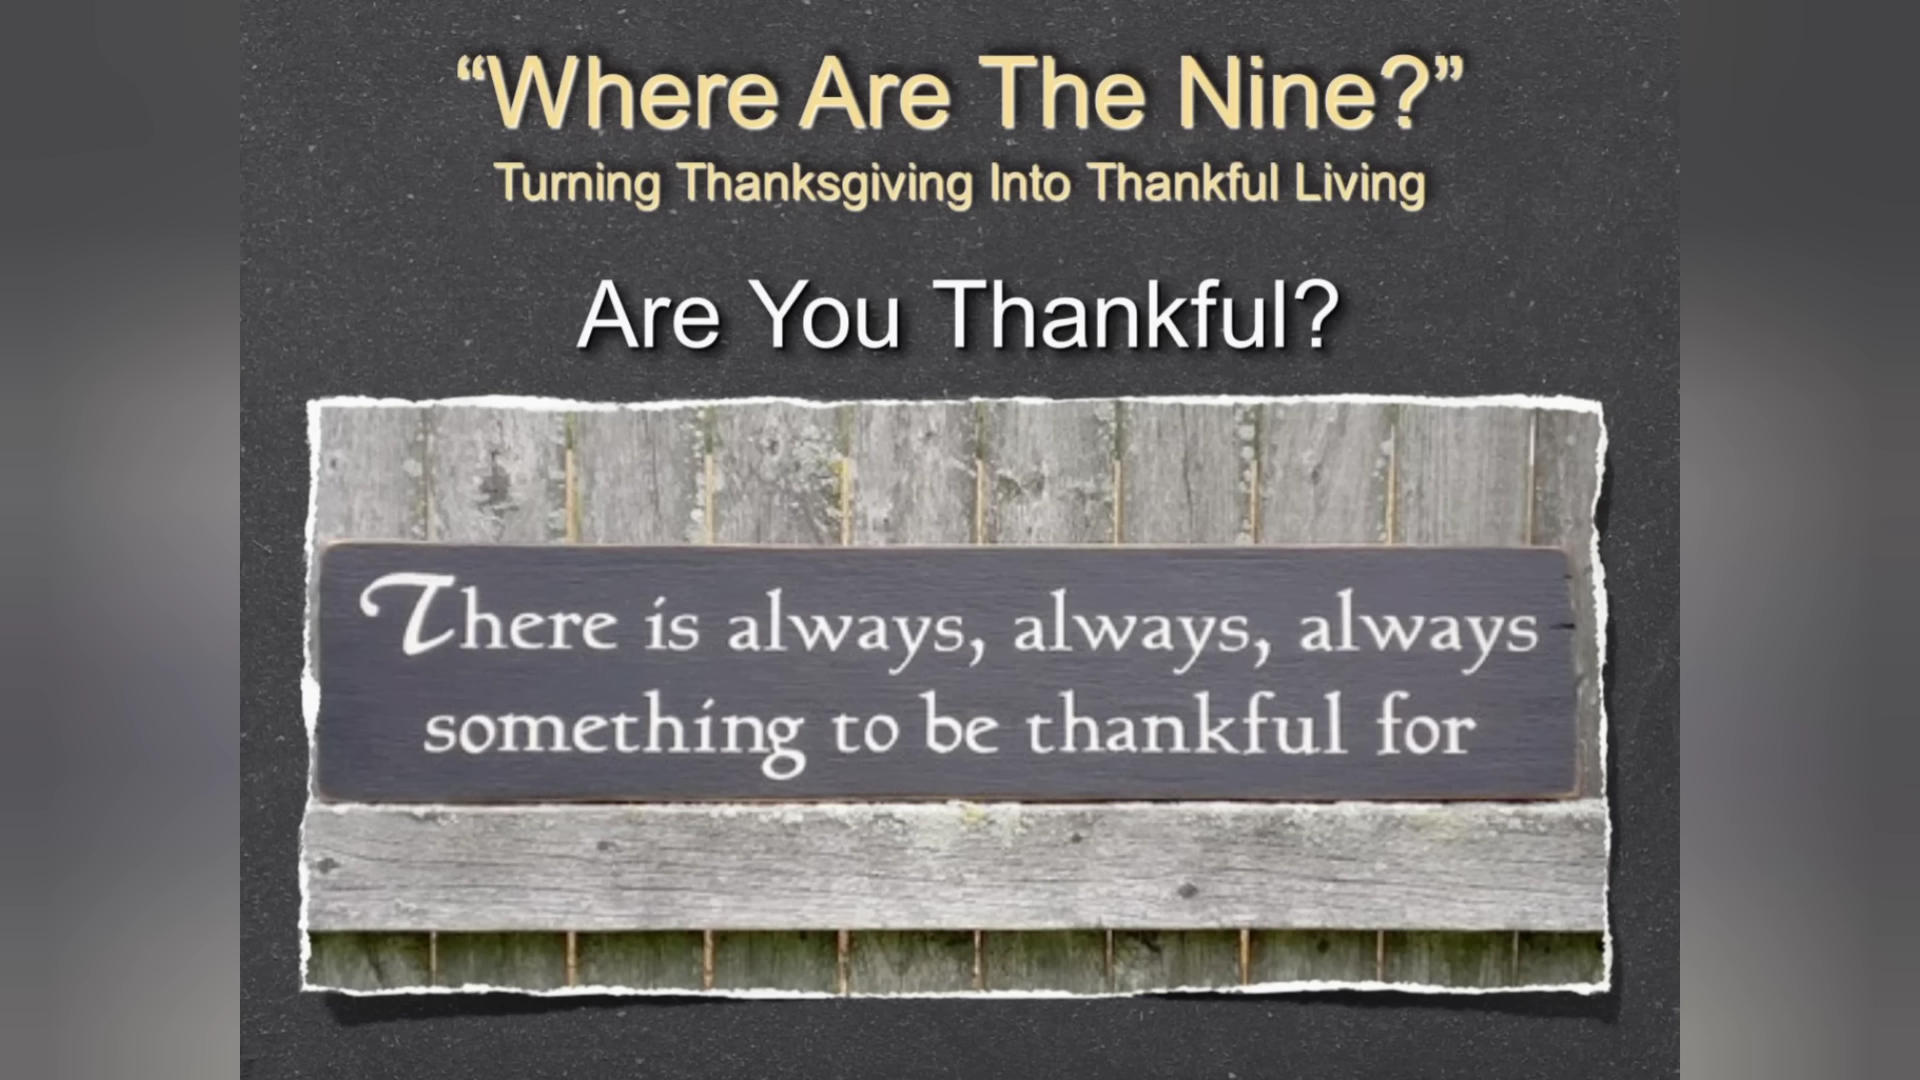 “Where Are The Nine?”
Turning Thanksgiving Into Thankful Living
Are You Thankful?
There is always, always, always
something to be thankful for